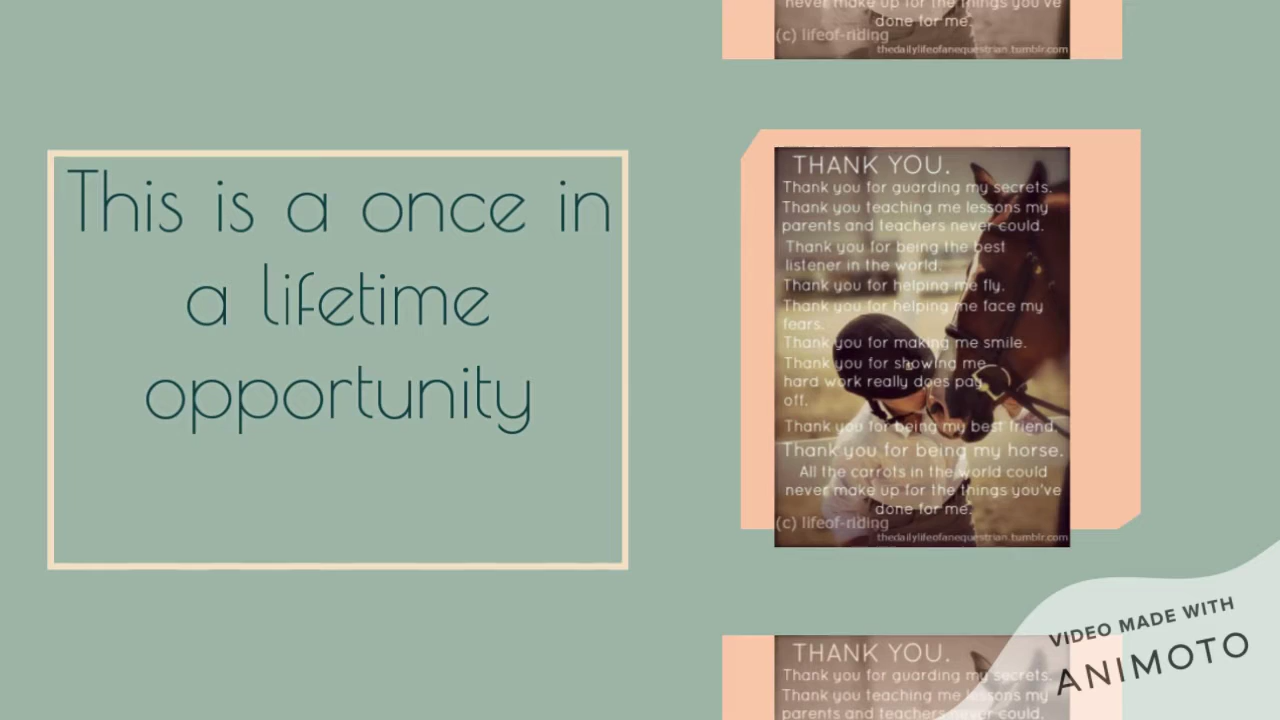 never make up for the things you've
done for me.
(c) lifeof-riding
thedailylifeofanequestrian.tumblr.com
This is a once in
a lifetime
opportunity
THANK YOU.
Thank you for guarding my secrets.
Thank you teaching me lessons my
parents and teachers never could.
Thank you for being the best
listener in the world.
Thank you for helping me fly.
Thank you for helping me face my
fears.
Thank you for making me smile.
Thank you for showing me
hard work really does pay
off.
Thank you for being my best friend.
Thank you for being my horse.
All the carrots in the world could
never make up for the things you've
done for me.
(c) lifeof-riding
thedailylifeofanequestrian.tumblr.com
THANK YOU.
Thank you for guarding my secrets.
Thank you teaching me lessons my
parents and teachers never could.
VIDEO MADE WITH
ANIMOTO